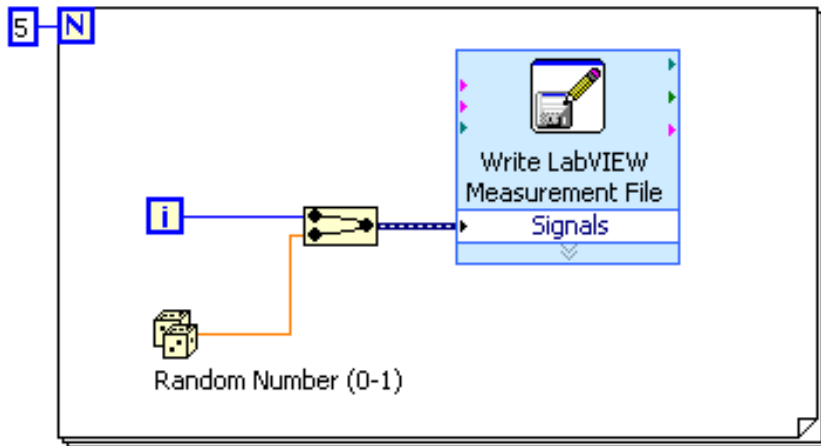 5 N
Write LabVIEW
Measurement File
Signals
i
Random Number (0-1)